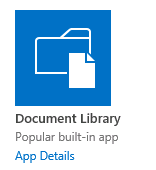 Document Library
Popular built-in app
App Details